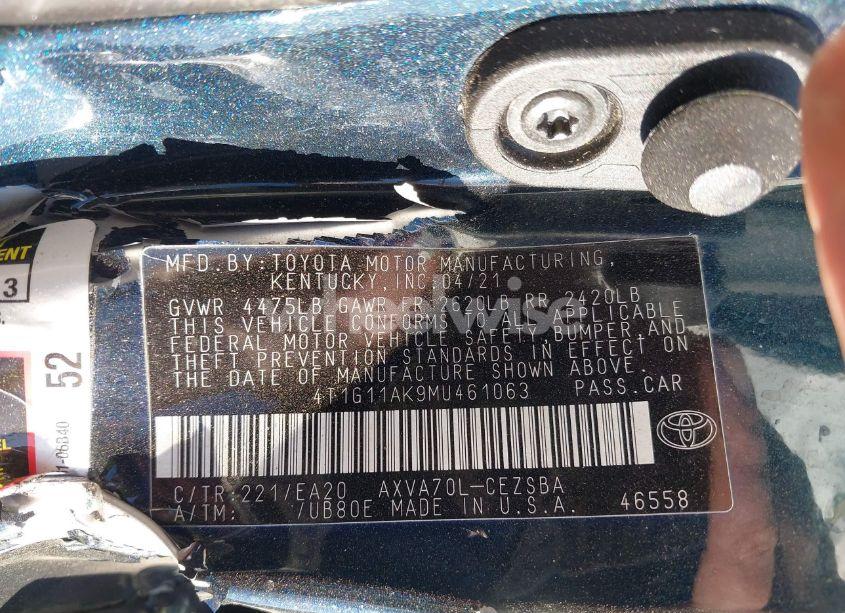 MFD. BY: TOYOTA MOTOR MANUFACTURING,
KENTUCKY, INC. 04/21
GVWR 4475LB GAWR FR 2620LB RR 2420LB
THIS VEHICLE CONFORMS TO ALL APPLICABLE
FEDERAL MOTOR VEHICLE SAFETY, BUMPER, AND
THEFT PREVENTION STANDARDS IN EFFECT ON
THE DATE OF MANUFACTURE SHOWN ABOVE.
4T1G11AK9MU461063 PASS. CAR
C/TR: 221/EA20 AXVA70L-CEZSBA
A/TM: /UB80E MADE IN U.S.A. 46558
52